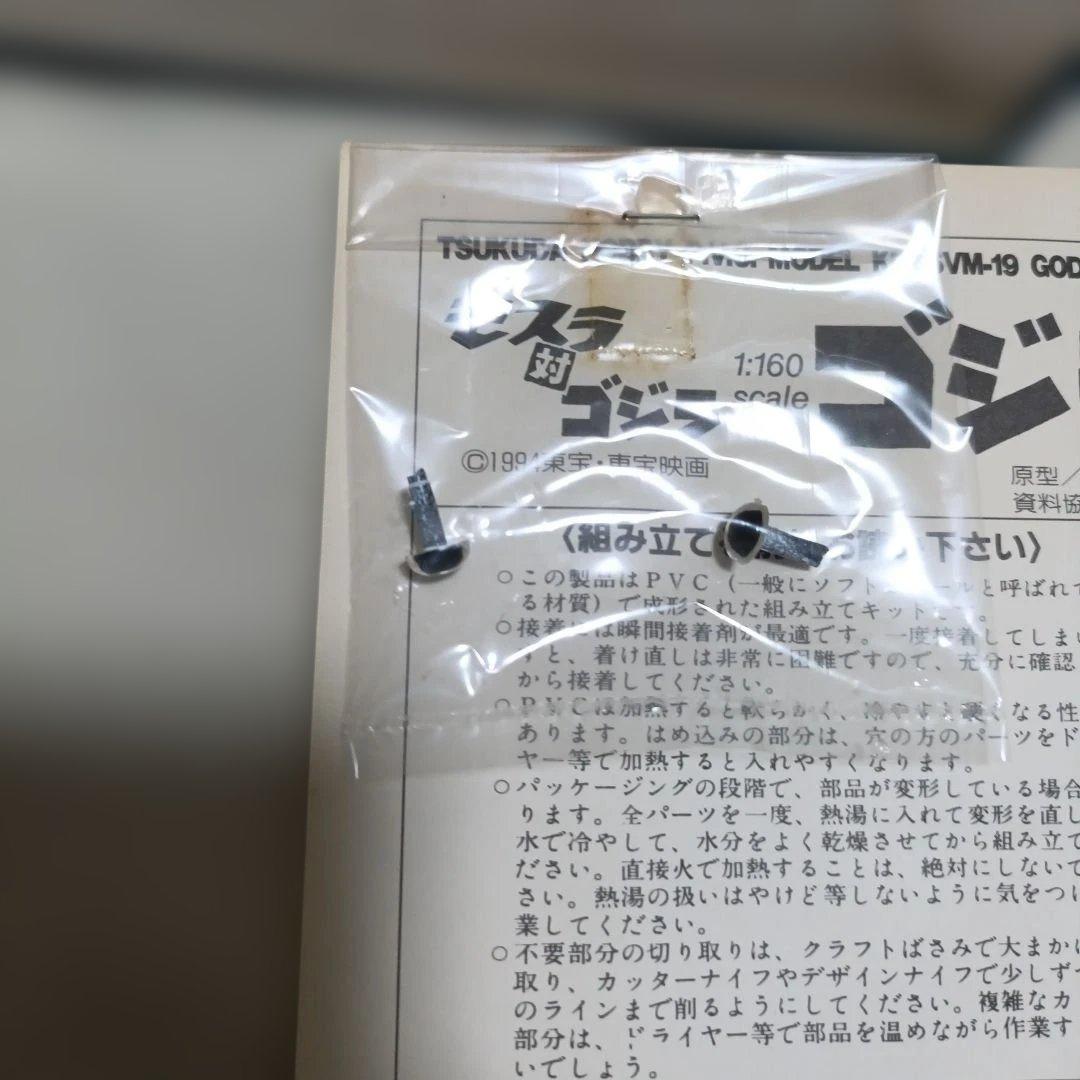 TSUKUDA MODEL SVM-19 GOD
モスラ
対
ゴジラ
1:160
scale
ゴジ
©1994東宝・東宝映画
原型／
資料協
〈組み立て 下さい〉
○この製品はPVC（一般にソフト ールと呼ばれて
る材質）で成形された組み立てキット す。
○接着には瞬間接着剤が最適です。一度接着してしまい
すと、着け直しは非常に困難ですので、充分に確認
から接着してください。
○PVCは加熱すると軟らかく、冷やすと硬くなる性
あります。はめ込みの部分は、穴の方のパーツをド
ヤー等で加熱すると入れやすくなります。
○パッケージングの段階で、部品が変形している場合
ります。全パーツを一度、熱湯に入れて変形を直し
水で冷やして、水分をよく乾燥させてから組み立て
ださい。直接火で加熱することは、絶対にしないで
さい。熱湯の扱いはやけど等しないように気をつけ
業してください。
○不要部分の切り取りは、クラフトばさみで大まかに
取り、カッターナイフやデザインナイフで少しずつ
のラインまで削るようにしてください。複雑なカ
部分は、ドライヤー等で部品を温めながら作業す
いでしょう。